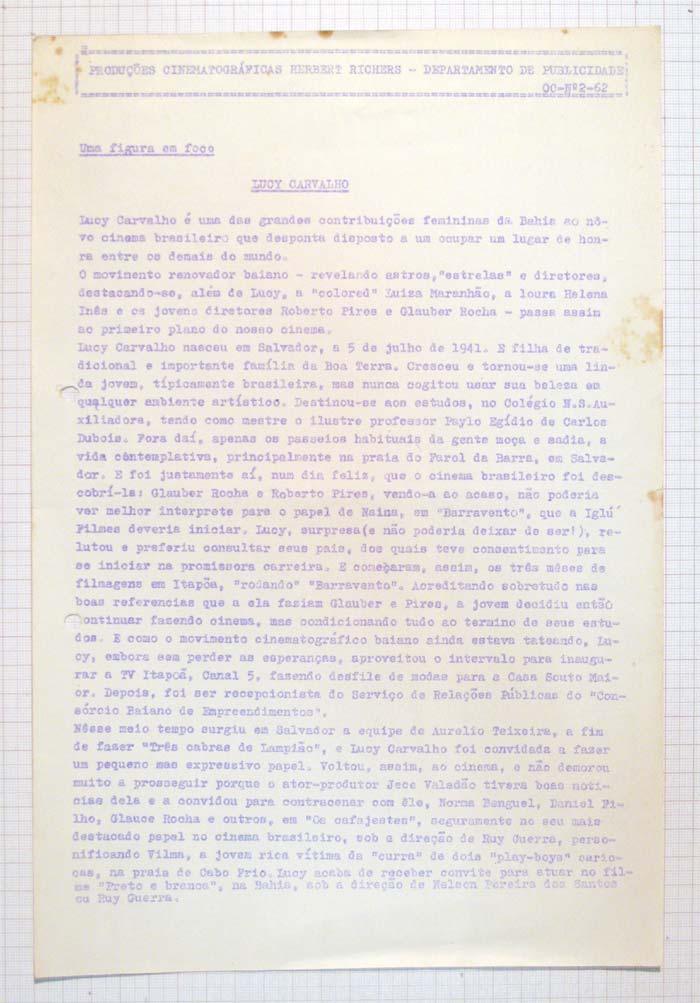 PRODUÇÕES CINEMATOGRÁFICAS HERBERT RICHERS - DEPARTAMENTO DE PUBLICIDADE
OC-Nº2-62
Uma figura em foco
LUCY CARVALHO
Lucy Carvalho é uma das grandes contribuições femininas da Bahia ao nô-
vo cinema brasileiro que desponta disposto a um ocupar um lugar de hon-
ra entre os demais do mundo.
O movimento renovador baiano - revelando astros,"estrelas" e diretores,
destacando-se, além de Lucy, a "colored" Luiza Maranhão, a loura Helena
Inês e os jovens diretores Roberto Pires e Glauber Rocha - passa assim
ao primeiro plano do nosso cinema.
Lucy Carvalho nasceu em Salvador, a 5 de julho de 1941. E filha de tra-
dicional e importante família da Boa Terra. Cresceu e tornou-se uma lin-
da jovem, típicamente brasileira, mas nunca cogitou usar sua beleza em
qualquer ambiente artístico. Destinou-se aos estudos, no Colégio N.S.Au-
xiliadora, tendo como mestre o ilustre professor Paylo Egídio de Carlos
Dubois. Fora daí, apenas os passeios habituais da gente moça e sadia, a
vida contemplativa, principalmente na praia do Farol da Barra, em Salva-
dor. E foi justamente aí, num dia feliz, que o cinema brasileiro foi des-
cobrí-la: Glauber Rocha e Roberto Pires, vendo-a ao acaso, não poderia
ver melhor interprete para o papel de Naina, em "Barravento", que a Iglú
Filmes deveria iniciar. Lucy, surpresa(e não poderia deixar de ser!), re-
lutou e preferiu consultar seus pais, dos quais teve consentimento para
se iniciar na promissora carreira. E começaram, assim, os três mêses de
filmagens em Itapõa, "rodando" "Barravento". Acreditando sobretudo nas
boas referencias que a ela faziam Glauber e Pires, a jovem decidiu então
continuar fazendo cinema, mas condicionando tudo ao termino de seus estu-
dos. E como o movimento cinematográfico baiano ainda estava tateando, Lu-
cy, embora sem perder as esperanças, aproveitou o intervalo para inaugu-
rar a TV Itapoã, Canal 5, fazendo desfile de modas para a Casa Souto Mai-
or. Depois, foi ser recepcionista do Serviço de Relações Públicas do "Con-
sórcio Baiano de Empreendimentos".
Nêsse meio tempo surgiu em Salvador a equipe de Aurelio Teixeira, a fim
de fazer "Três cabras de Lampião", e Lucy Carvalho foi convidada a fazer
um pequeno mas expressivo papel. Voltou, assim, ao cinema, e não demorou
muito a prosseguir porque o ator-produtor Jece Valadão tivera boas notí-
cias dela e a convidou para contracenar com êle, Norma Benguel, Daniel Fi-
lho, Glauce Rocha e outros, em "Os cafajestes", seguramente no seu mais
destacado papel no cinema brasileiro, sob a direção de Ruy Guerra, perso-
nificando Vilma, a jovem rica vítima da "curra" de dois "play-boys" cario-
cas, na praia de Cabo Frio. Lucy acaba de receber convite para atuar no fil-
me "Preto e branco", na Bahia, sob a direção de Nelson Pereira dos Santos
ou Ruy Guerra.